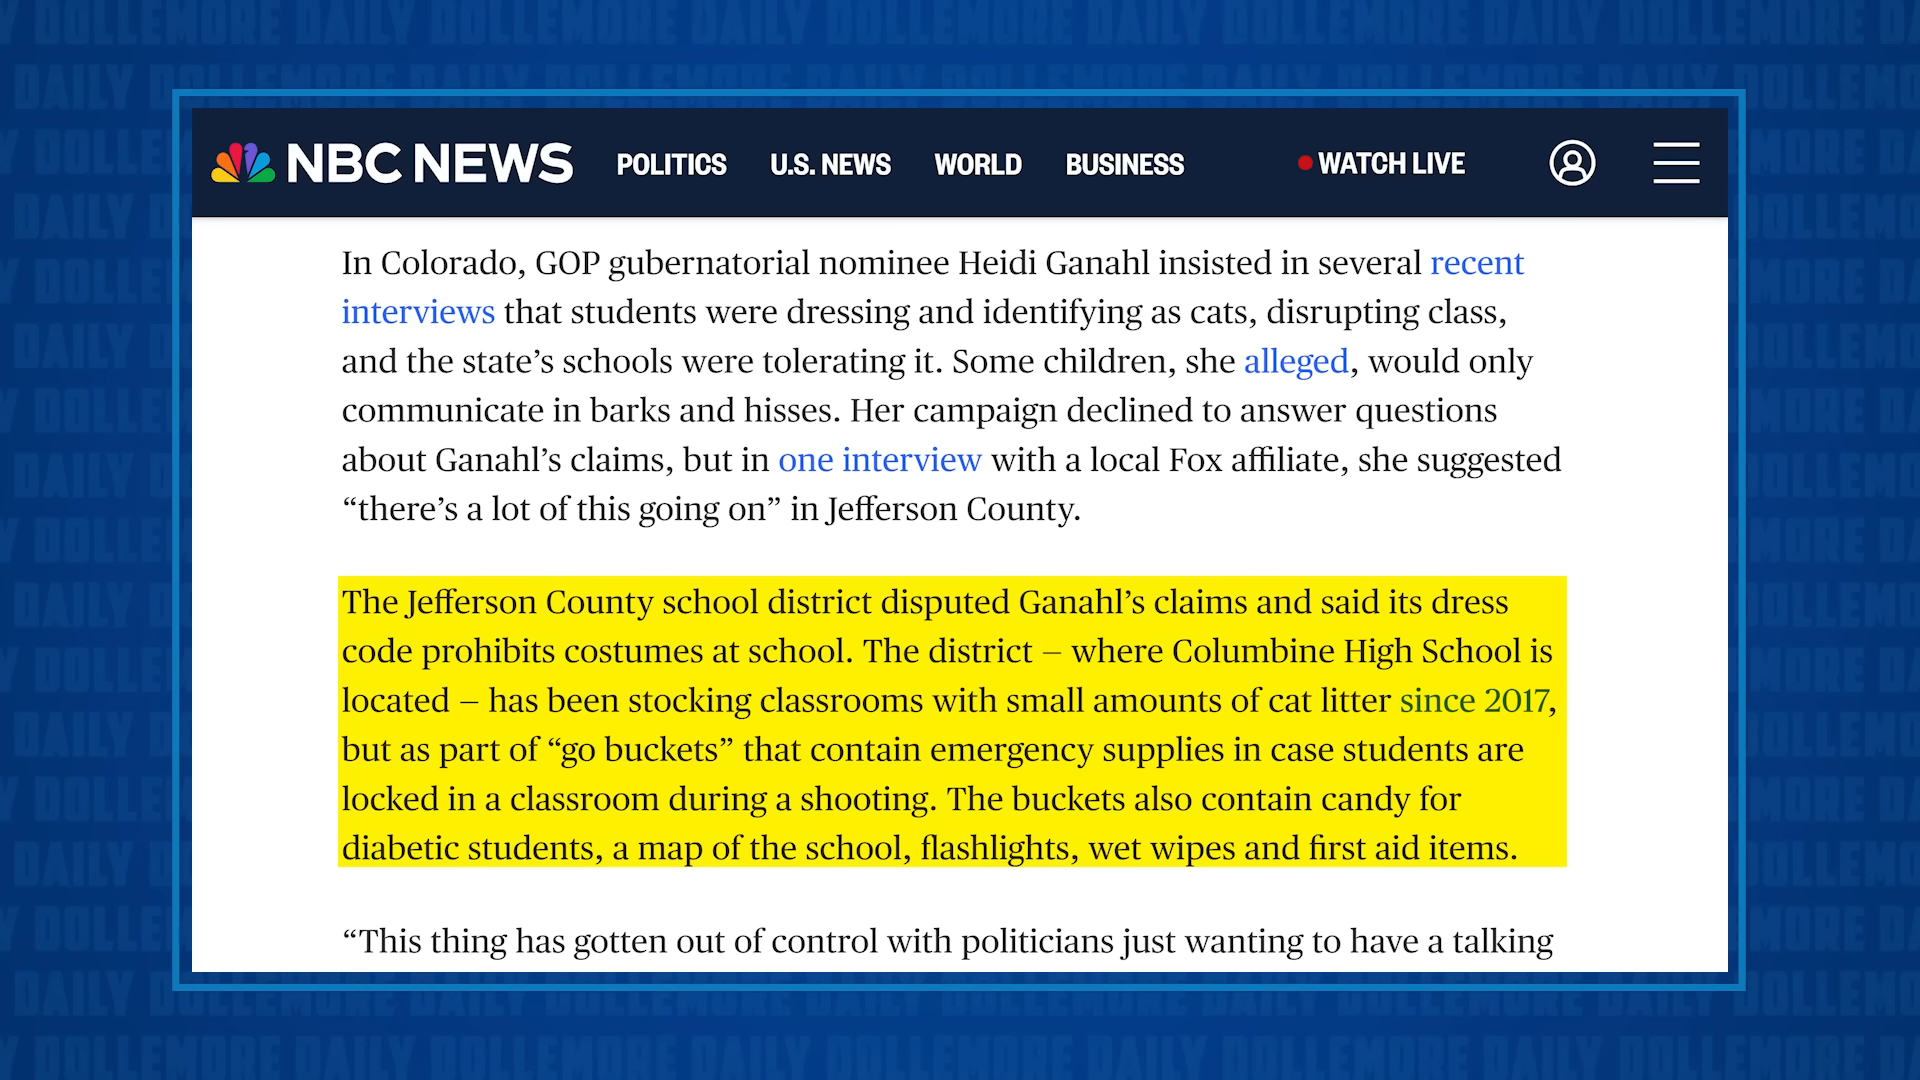 DOLLEMORE DAILY DOLLEMORE DAILY DOLLEMORE DAILY DOLLEMORE DAILY
NBC NEWS POLITICS U.S. NEWS WORLD BUSINESS WATCH LIVE
In Colorado, GOP gubernatorial nominee Heidi Ganahl insisted in several recent
interviews that students were dressing and identifying as cats, disrupting class,
and the state’s schools were tolerating it. Some children, she alleged, would only
communicate in barks and hisses. Her campaign declined to answer questions
about Ganahl’s claims, but in one interview with a local Fox affiliate, she suggested
“there’s a lot of this going on” in Jefferson County.
The Jefferson County school district disputed Ganahl’s claims and said its dress
code prohibits costumes at school. The district – where Columbine High School is
located – has been stocking classrooms with small amounts of cat litter since 2017,
but as part of “go buckets” that contain emergency supplies in case students are
locked in a classroom during a shooting. The buckets also contain candy for
diabetic students, a map of the school, flashlights, wet wipes and first aid items.
“This thing has gotten out of control with politicians just wanting to have a talking